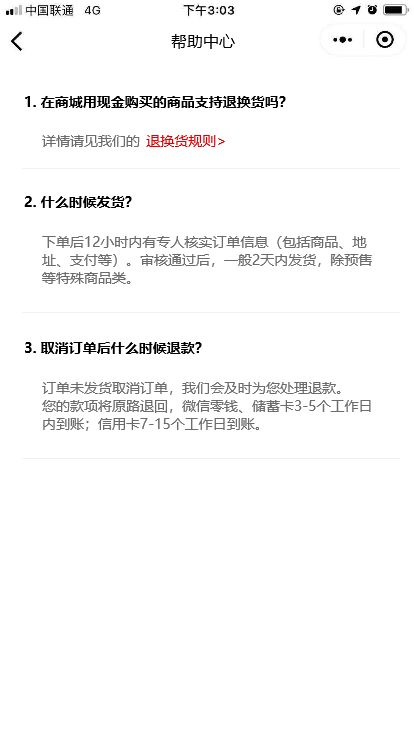 中国联通 4G 下午3:03
帮助中心
1. 在商城用现金购买的商品支持退换货吗？
详情请见我们的 退换货规则>
2. 什么时候发货？
下单后12小时内有专人核实订单信息（包括商品、地
址、支付等）。审核通过后，一般2天内发货，除预售
等特殊商品类。
3. 取消订单后什么时候退款？
订单未发货取消订单，我们会及时为您处理退款。
您的款项将原路退回，微信零钱、储蓄卡3-5个工作日
内到账；信用卡7-15个工作日到账。